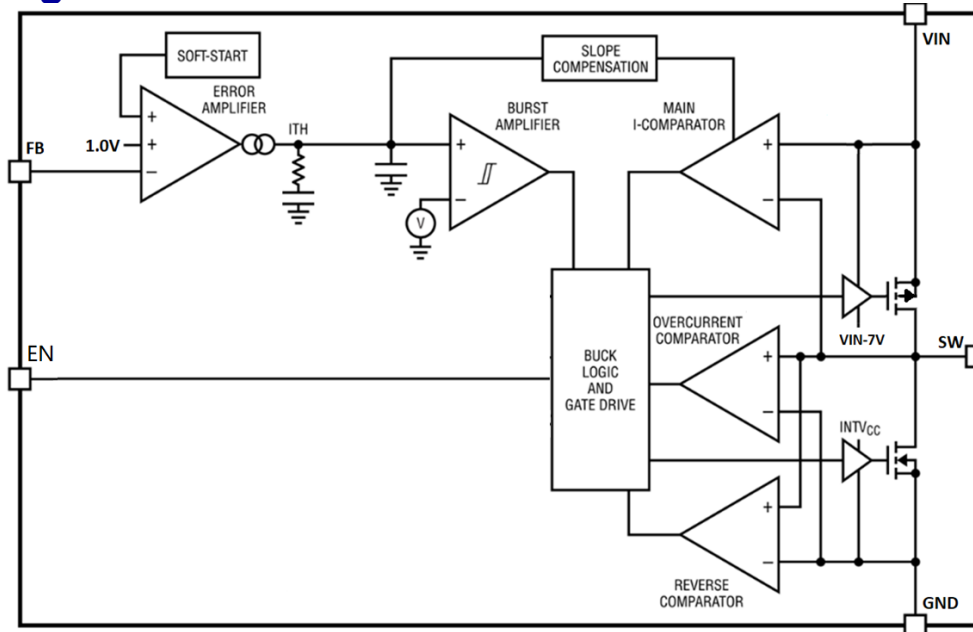 VIN
SOFT-START
SLOPE
COMPENSATION
ERROR
AMPLIFIER
BURST
AMPLIFIER
MAIN
I-COMPARATOR
ITH
FB
1.0V
+
+
−
+
−
+
−
V
OVERCURRENT
COMPARATOR
VIN-7V
SW
EN
BUCK
LOGIC
AND
GATE DRIVE
+
−
INTVCC
+
−
REVERSE
COMPARATOR
GND